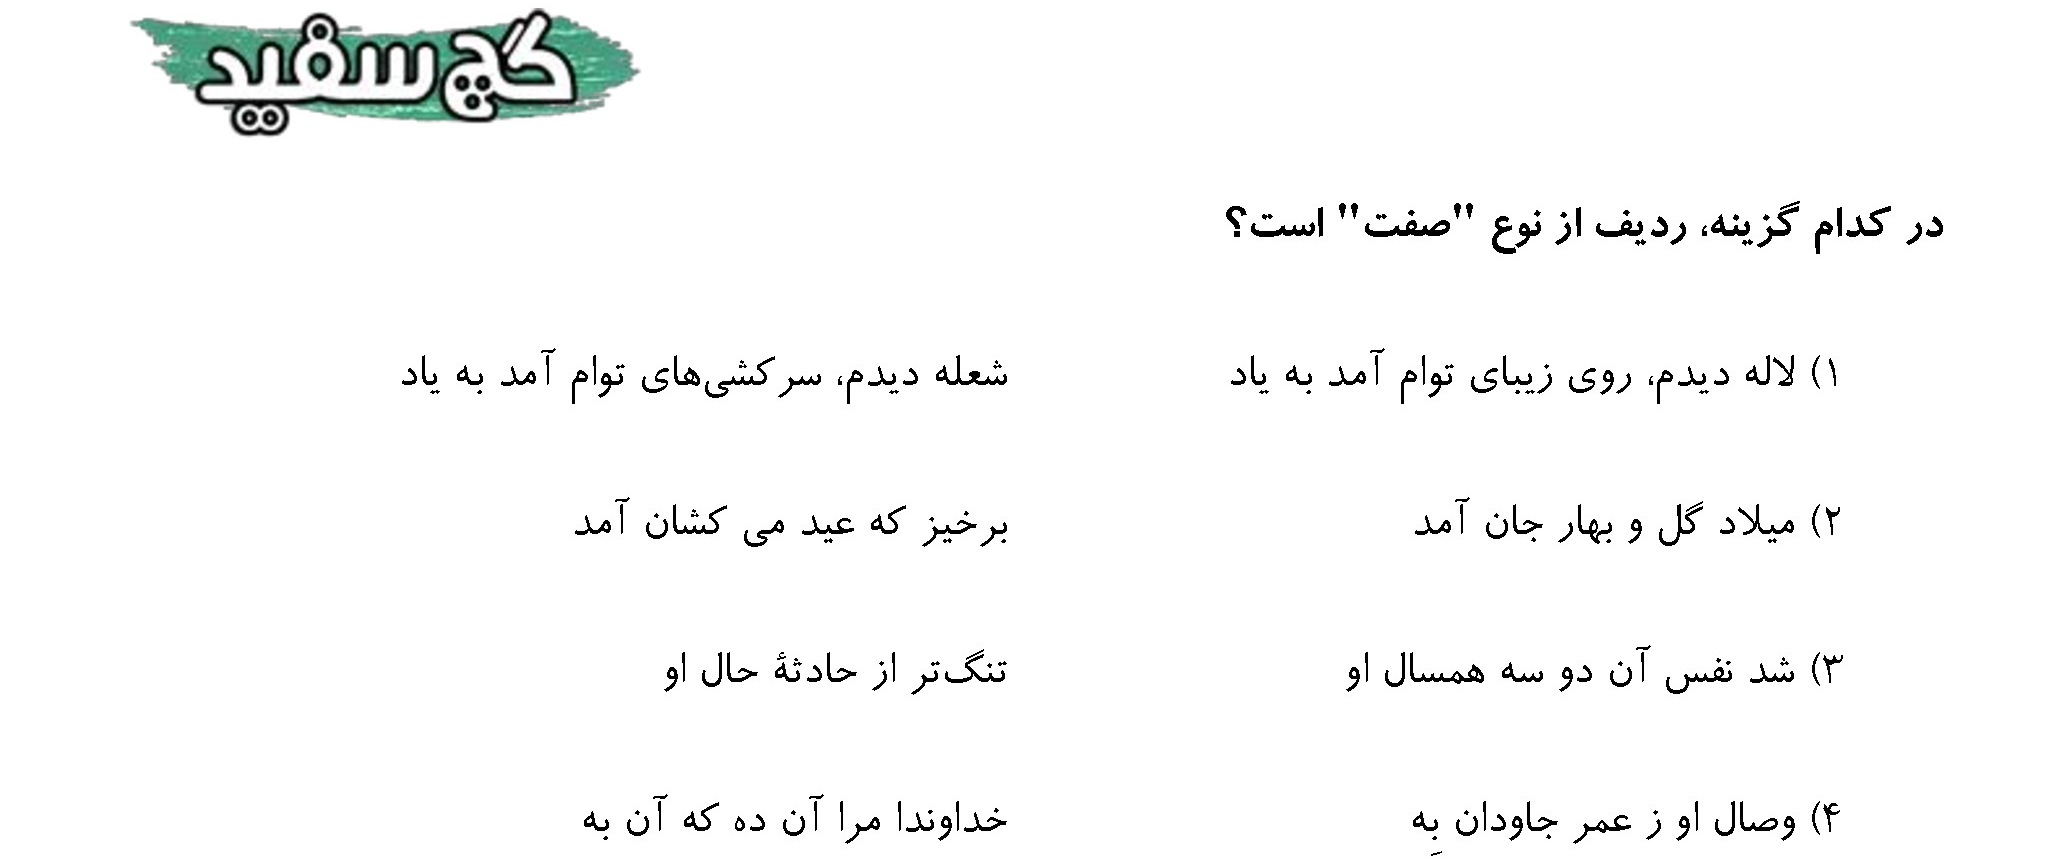 گچ سفید
در کدام گزینه، ردیف از نوع "صفت" است؟
۱) لاله دیدم، روی زیبای توام آمد به یاد شعله دیدم، سرکشی‌های توام آمد به یاد
۲) میلاد گل و بهار جان آمد برخیز که عید می کشان آمد
۳) شد نفس آن دو سه همسال او تنگ‌تر از حادثهٔ حال او
۴) وصال او ز عمر جاودان بِه خداوندا مرا آن ده که آن به